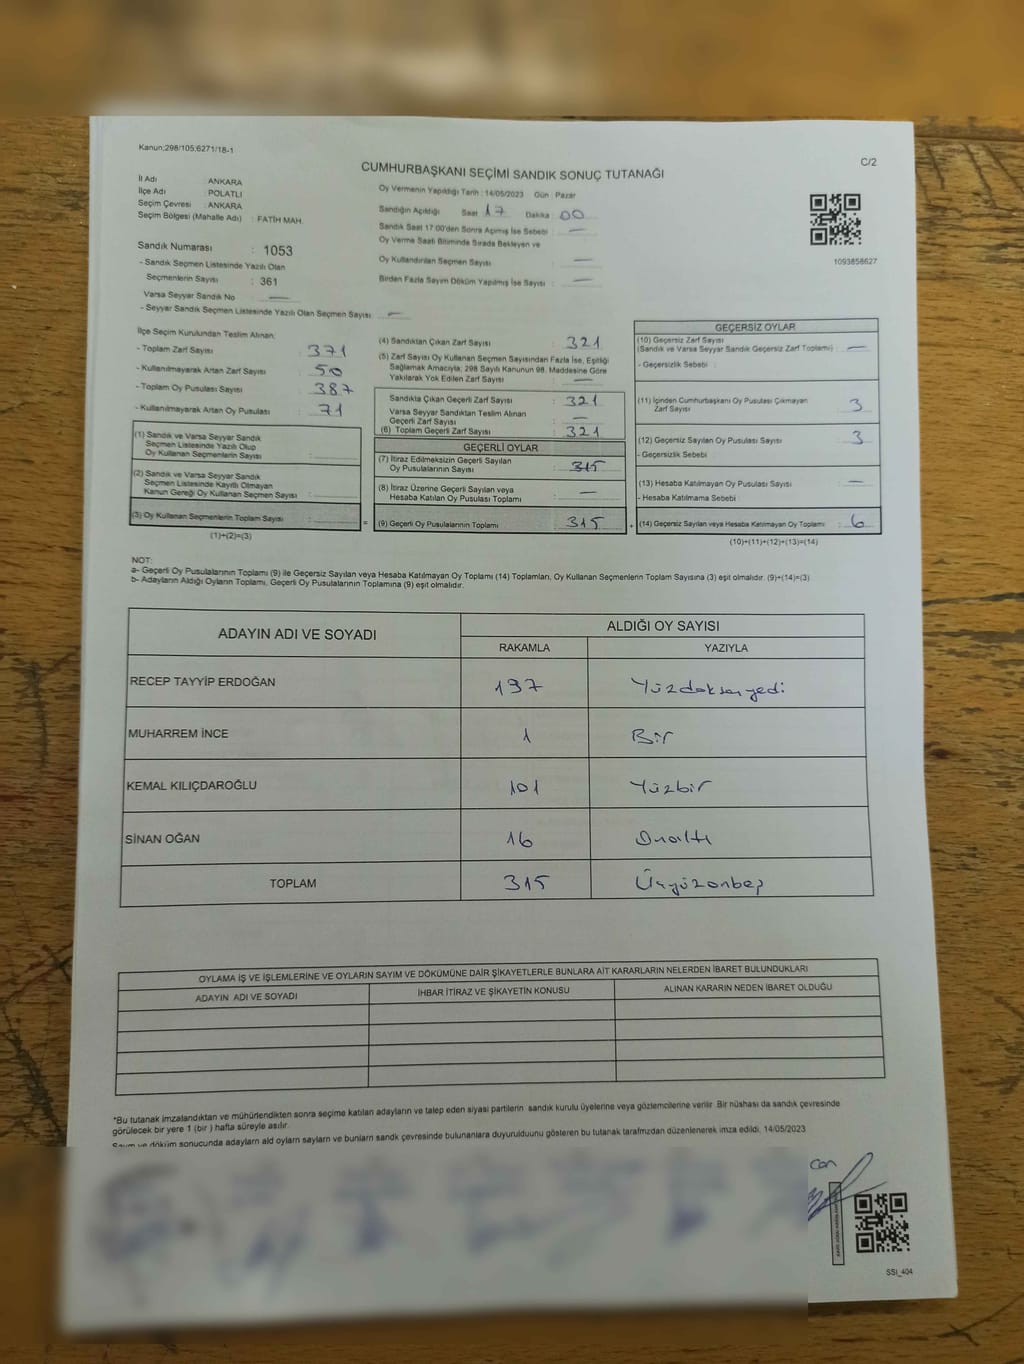 Kanun;298/105;6271/18-1
C/2
CUMHURBAŞKANI SEÇİMİ SANDIK SONUÇ TUTANAĞI
İl Adı : ANKARA
İlçe Adı : POLATLI
Seçim Çevresi : ANKARA
Seçim Bölgesi (Mahalle Adı) : FATİH MAH.
Oy Vermenin Yapıldığı Tarih : 14/05/2023 Gün : Pazar
Sandığın Açıldığı Saat 17 Dakika 00
Sandık Saat 17:00'den Sonra Açılmış İse Sebebi : —
Oy Verme Saati Bitiminde Sırada Bekleyen ve
Oy Kullandırılan Seçmen Sayısı : —
Birden Fazla Sayım Döküm Yapılmış İse Sayısı : —
1093858627
Sandık Numarası : 1053
- Sandık Seçmen Listesinde Yazılı Olan
Seçmenlerin Sayısı : 361
Varsa Seyyar Sandık No —
- Seyyar Sandık Seçmen Listesinde Yazılı Olan Seçmen Sayısı : —
İlçe Seçim Kurulundan Teslim Alınan:
- Toplam Zarf Sayısı : 371
- Kullanılmayarak Artan Zarf Sayısı : 50
- Toplam Oy Pusulası Sayısı : 387
- Kullanılmayarak Artan Oy Pusulası : 71
(1) Sandık ve Varsa Seyyar Sandık
Seçmen Listesinde Yazılı Olup
Oy Kullanan Seçmenlerin Sayısı :
(2) Sandık ve Varsa Seyyar Sandık
Seçmen Listesinde Kayıtlı Olmayan
Kanun Gereği Oy Kullanan Seçmen Sayısı :
(3) Oy Kullanan Seçmenlerin Toplam Sayısı :
(1)+(2)=(3)
(4) Sandıktan Çıkan Zarf Sayısı : 321
(5) Zarf Sayısı Oy Kullanan Seçmen Sayısından Fazla İse, Eşitliği
Sağlamak Amacıyla; 298 Sayılı Kanunun 98. Maddesine Göre
Yakılarak Yok Edilen Zarf Sayısı : —
Sandıkta Çıkan Geçerli Zarf Sayısı : 321
Varsa Seyyar Sandıktan Teslim Alınan
Geçerli Zarf Sayısı : —
(6) Toplam Geçerli Zarf Sayısı : 321
GEÇERLİ OYLAR
(7) İtiraz Edilmeksizin Geçerli Sayılan
Oy Pusulalarının Sayısı : 315
(8) İtiraz Üzerine Geçerli Sayılan veya
Hesaba Katılan Oy Pusulası Toplamı : —
= (9) Geçerli Oy Pusulalarının Toplamı : 315 +
GEÇERSİZ OYLAR
(10) Geçersiz Zarf Sayısı
(Sandık ve Varsa Seyyar Sandık Geçersiz Zarf Toplamı) : —
- Geçersizlik Sebebi :
(11) İçinden Cumhurbaşkanı Oy Pusulası Çıkmayan
Zarf Sayısı : 3
(12) Geçersiz Sayılan Oy Pusulası Sayısı : 3
- Geçersizlik Sebebi :
(13) Hesaba Katılmayan Oy Pusulası Sayısı : —
- Hesaba Katılmama Sebebi :
(14) Geçersiz Sayılan veya Hesaba Katılmayan Oy Toplamı : 6
(10)+(11)+(12)+(13)=(14)
NOT:
a- Geçerli Oy Pusulalarının Toplamı (9) ile Geçersiz Sayılan veya Hesaba Katılmayan Oy Toplamı (14) Toplamları, Oy Kullanan Seçmenlerin Toplam Sayısına (3) eşit olmalıdır. (9)+(14)=(3)
b- Adayların Aldığı Oyların Toplamı, Geçerli Oy Pusulalarının Toplamına (9) eşit olmalıdır.
ADAYIN ADI VE SOYADI ALDIĞI OY SAYISI
RAKAMLA YAZIYLA
RECEP TAYYİP ERDOĞAN 197 Yüzdoksanyedi
MUHARREM İNCE 1 Bir
KEMAL KILIÇDAROĞLU 101 Yüzbir
SİNAN OĞAN 16 Onaltı
TOPLAM 315 Üçyüzonbeş
OYLAMA İŞ VE İŞLEMLERİNE VE OYLARIN SAYIM VE DÖKÜMÜNE DAİR ŞİKAYETLERLE BUNLARA AİT KARARLARIN NELERDEN İBARET BULUNDUKLARI
ADAYIN ADI VE SOYADI İHBAR İTİRAZ VE ŞİKAYETİN KONUSU ALINAN KARARIN NEDEN İBARET OLDUĞU
*Bu tutanak imzalandıktan ve mühürlendikten sonra seçime katılan adayların ve talep eden siyasi partilerin sandık kurulu üyelerine veya gözlemcilerine verilir. Bir nüshası da sandık çevresinde
görülecek bir yere 1 (bir ) hafta süreyle asılır.
Sayım ve döküm sonucunda adayların ald oyların sayların ve bunların sandk çevresinde bulunanlara duyurulduunu gösteren bu tutanak tarafmzdan düzenlenerek imza edildi. 14/05/2023
Can
SSI_404